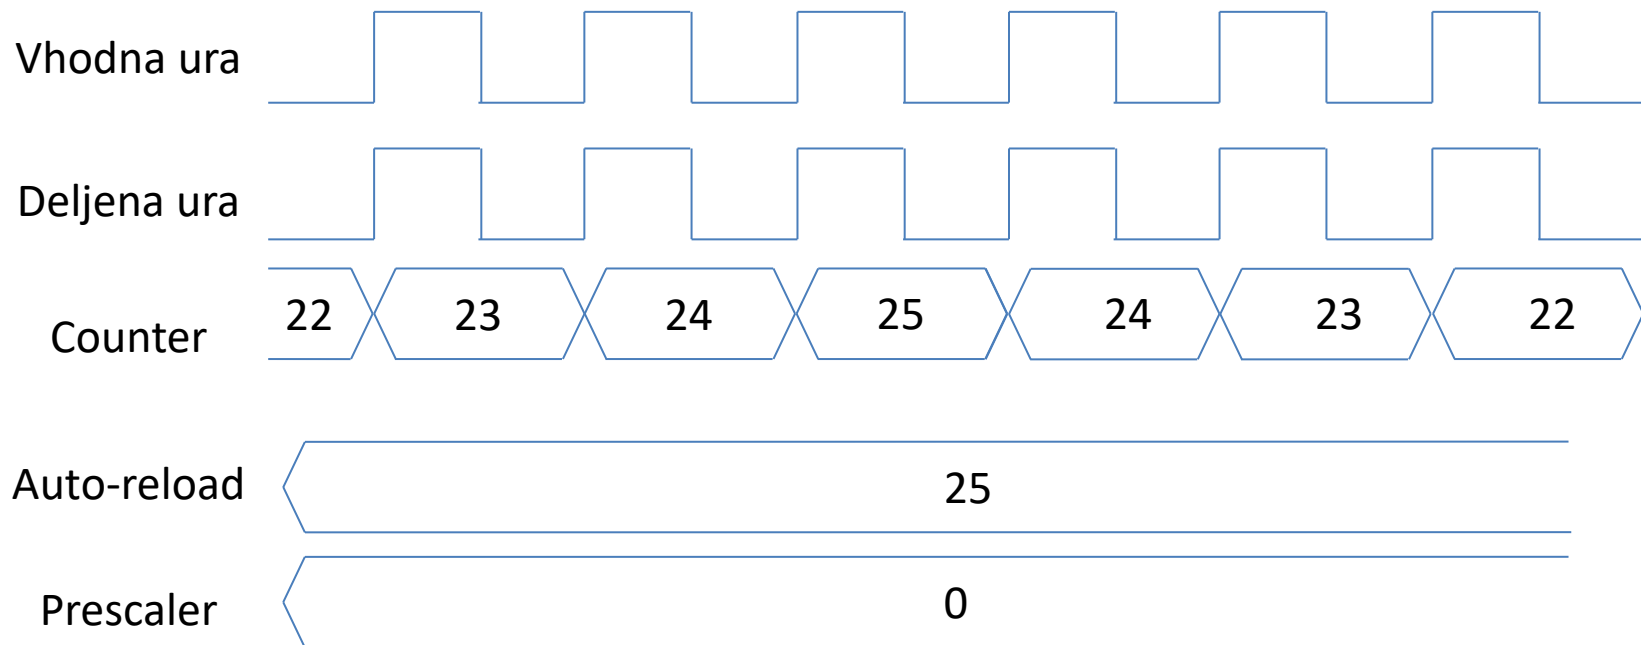 Vhodna ura
Deljena ura
Counter 22 23 24 25 24 23 22
Auto-reload 25
Prescaler 0